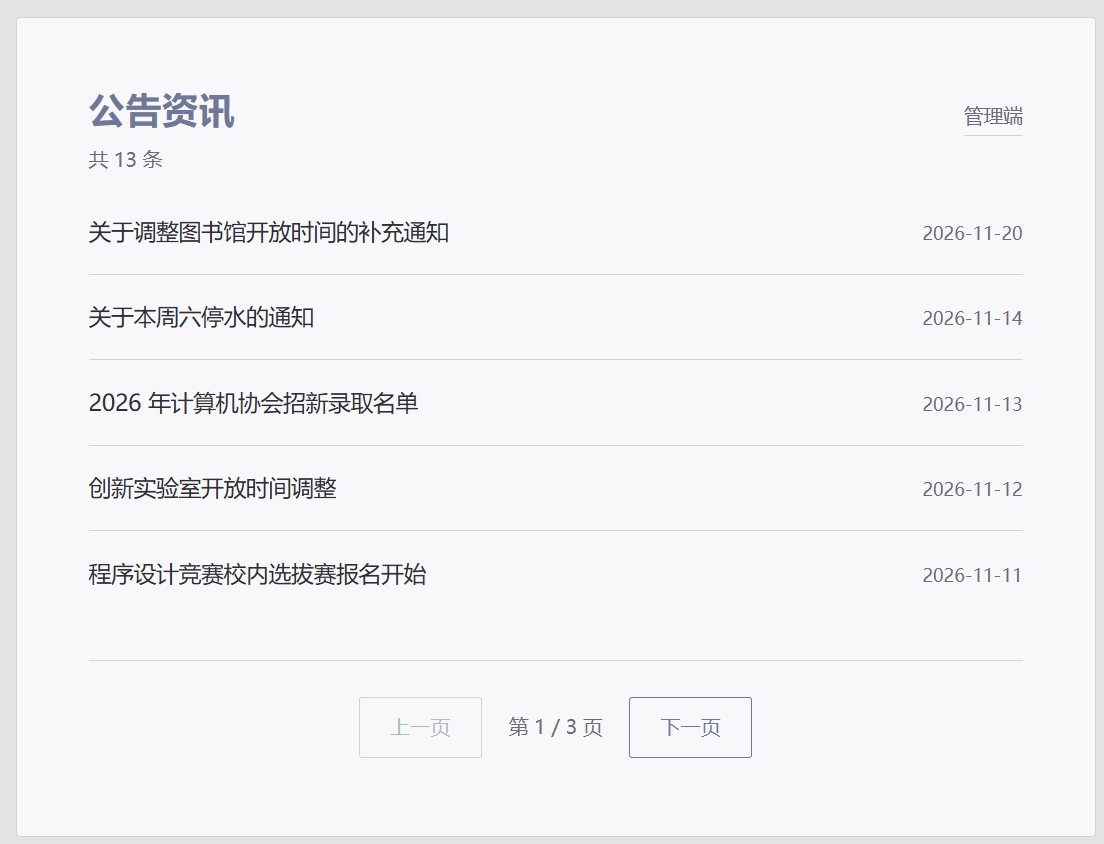 公告资讯
管理端
共 13 条
关于调整图书馆开放时间的补充通知
2026-11-20
关于本周六停水的通知
2026-11-14
2026 年计算机协会招新录取名单
2026-11-13
创新实验室开放时间调整
2026-11-12
程序设计竞赛校内选拔赛报名开始
2026-11-11
上一页
第 1 / 3 页
下一页